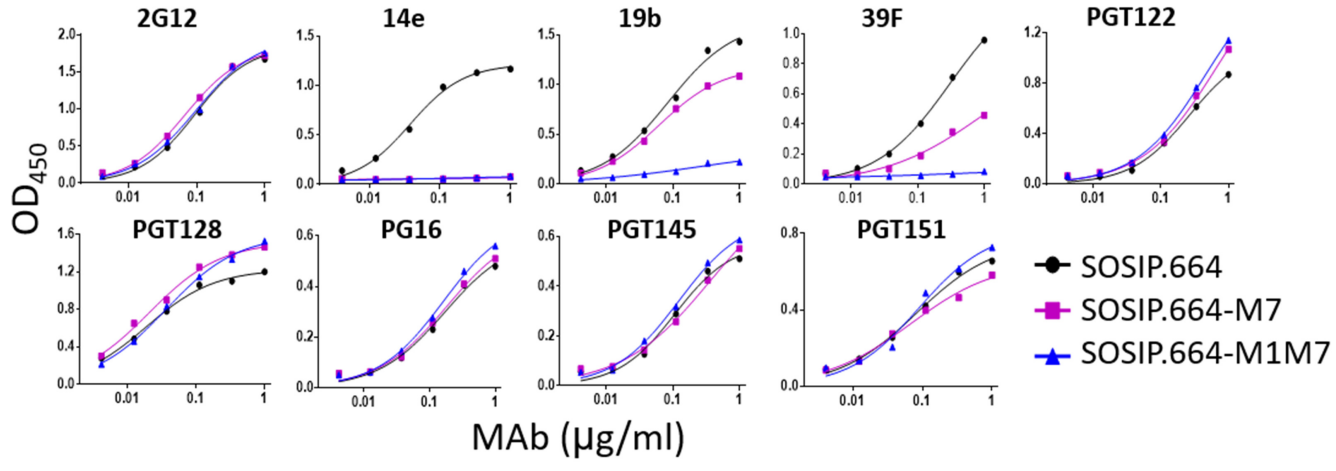 2G12
14e
19b
39F
PGT122
OD450
2.0
1.5
1.0
0.5
0.0
0.01 0.1 1
1.5
1.0
0.5
0.0
0.01 0.1 1
1.5
1.0
0.5
0.0
0.01 0.1 1
1.0
0.8
0.6
0.4
0.2
0.0
0.01 0.1 1
1.2
0.8
0.4
0.0
0.01 0.1 1
PGT128
PG16
PGT145
PGT151
1.6
1.2
0.8
0.4
0.0
0.01 0.1 1
0.6
0.4
0.2
0.0
0.01 0.1 1
0.6
0.4
0.2
0.0
0.01 0.1 1
0.8
0.4
0.0
0.01 0.1 1
SOSIP.664
SOSIP.664-M7
SOSIP.664-M1M7
MAb (µg/ml)